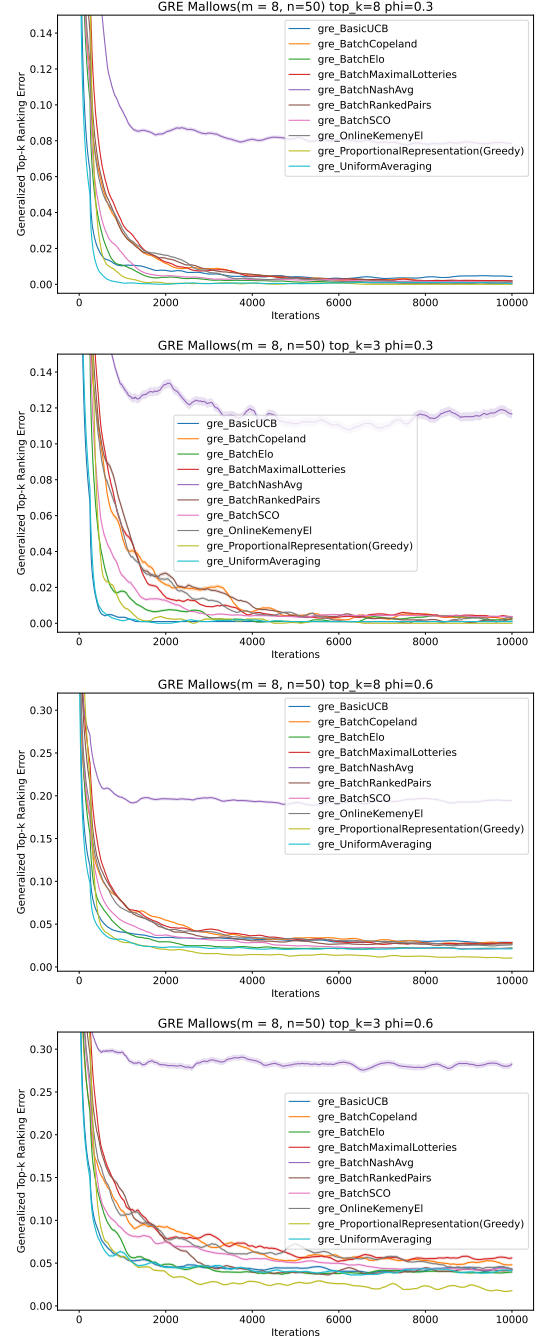 GRE Mallows(m = 8, n=50) top_k=8 phi=0.3
0.14
0.12
0.10
0.08
0.06
0.04
0.02
0.00
Generalized Top-k Ranking Error
gre_BasicUCB
gre_BatchCopeland
gre_BatchElo
gre_BatchMaximalLotteries
gre_BatchNashAvg
gre_BatchRankedPairs
gre_BatchSCO
gre_OnlineKemenyEl
gre_ProportionalRepresentation(Greedy)
gre_UniformAveraging
0 2000 4000 6000 8000 10000
Iterations
GRE Mallows(m = 8, n=50) top_k=3 phi=0.3
0.14
0.12
0.10
0.08
0.06
0.04
0.02
0.00
Generalized Top-k Ranking Error
gre_BasicUCB
gre_BatchCopeland
gre_BatchElo
gre_BatchMaximalLotteries
gre_BatchNashAvg
gre_BatchRankedPairs
gre_BatchSCO
gre_OnlineKemenyEl
gre_ProportionalRepresentation(Greedy)
gre_UniformAveraging
0 2000 4000 6000 8000 10000
Iterations
GRE Mallows(m = 8, n=50) top_k=8 phi=0.6
0.30
0.25
0.20
0.15
0.10
0.05
0.00
Generalized Top-k Ranking Error
gre_BasicUCB
gre_BatchCopeland
gre_BatchElo
gre_BatchMaximalLotteries
gre_BatchNashAvg
gre_BatchRankedPairs
gre_BatchSCO
gre_OnlineKemenyEl
gre_ProportionalRepresentation(Greedy)
gre_UniformAveraging
0 2000 4000 6000 8000 10000
Iterations
GRE Mallows(m = 8, n=50) top_k=3 phi=0.6
0.30
0.25
0.20
0.15
0.10
0.05
0.00
Generalized Top-k Ranking Error
gre_BasicUCB
gre_BatchCopeland
gre_BatchElo
gre_BatchMaximalLotteries
gre_BatchNashAvg
gre_BatchRankedPairs
gre_BatchSCO
gre_OnlineKemenyEl
gre_ProportionalRepresentation(Greedy)
gre_UniformAveraging
0 2000 4000 6000 8000 10000
Iterations